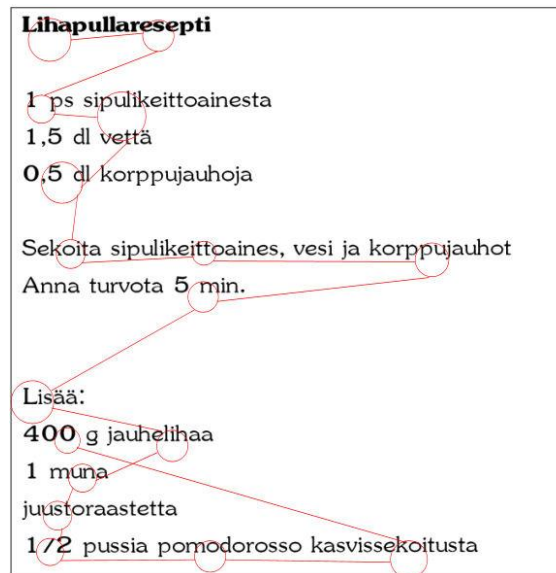 Lihapullaresepti
1 ps sipulikeittoainesta
1,5 dl vettä
0,5 dl korppujauhoja
Sekoita sipulikeittoaines, vesi ja korppujauhot
Anna turvota 5 min.
Lisää:
400 g jauhelihaa
1 muna
juustoraastetta
1/2 pussia pomodorosso kasvissekoitusta